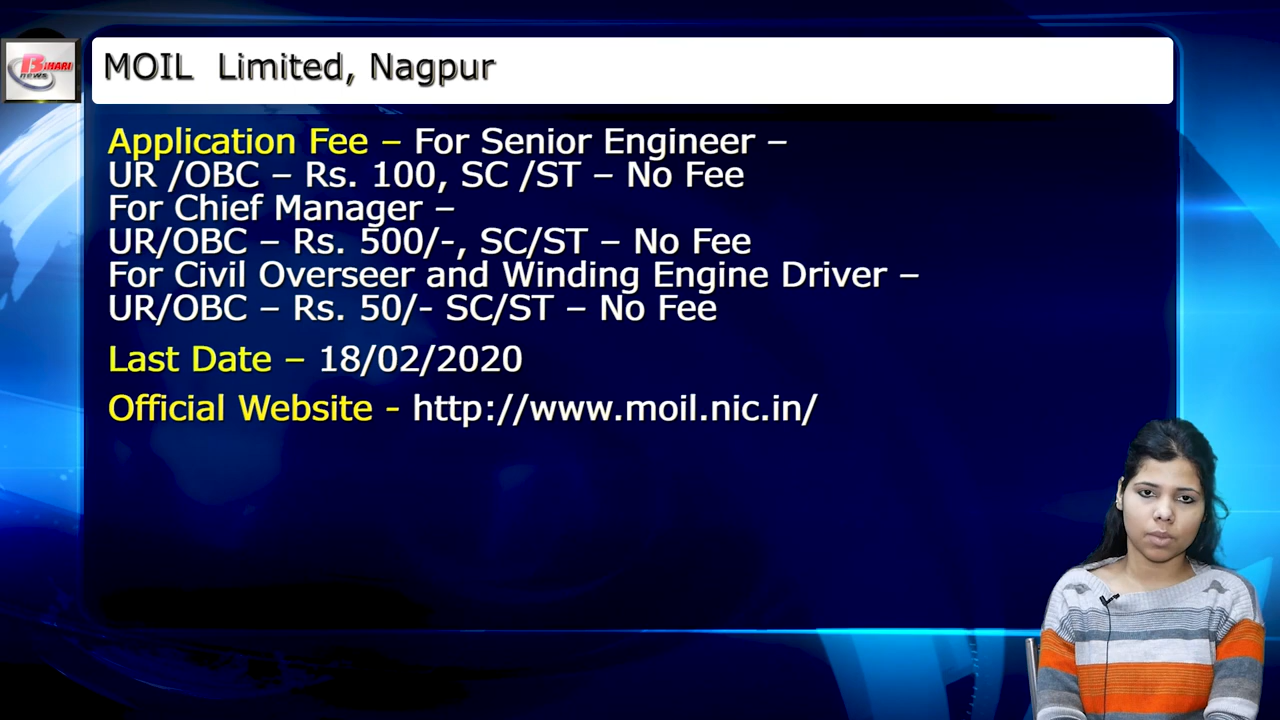 BIHARI
news
MOIL Limited, Nagpur
Application Fee – For Senior Engineer –
UR /OBC – Rs. 100, SC /ST – No Fee
For Chief Manager –
UR/OBC – Rs. 500/-, SC/ST – No Fee
For Civil Overseer and Winding Engine Driver –
UR/OBC – Rs. 50/- SC/ST – No Fee
Last Date – 18/02/2020
Official Website - http://www.moil.nic.in/